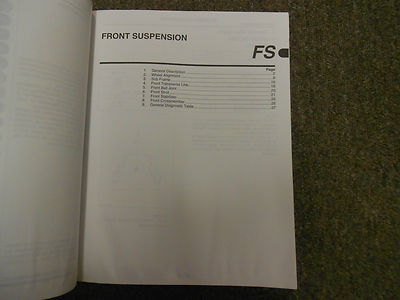 FRONT SUSPENSION
FS
Page
1. General Description
2. Wheel Alignment
3. Sub Frame
4. Front Transverse Link
5. Front Ball Joint
6. Front Strut
7. Front Stabilizer
8. Front Crossmember
9. General Diagnostic Table